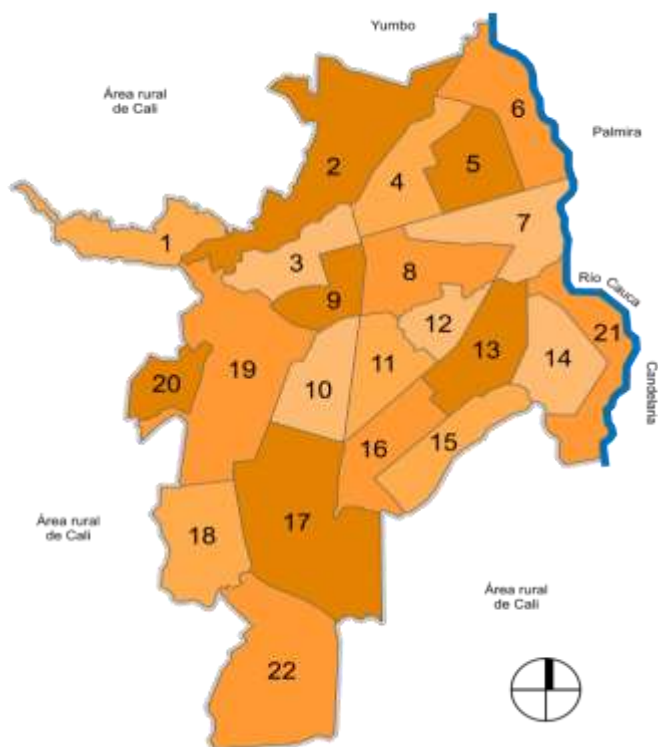 Yumbo
Área rural
de Cali
6
Palmira
2
5
4
7
1
3
8
Río Cauca
9
12
21
13
14
19
11
20
10
Candelaria
16
15
Área rural
de Cali
17
18
Área rural
de Cali
22